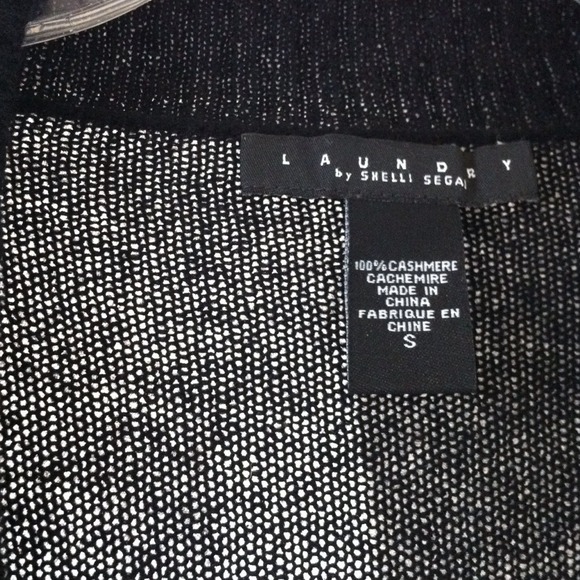 LAUNDRY
by SHELLI SEGAL
100% CASHMERE
CACHEMIRE
MADE IN
CHINA
FABRIQUE EN
CHINE
S